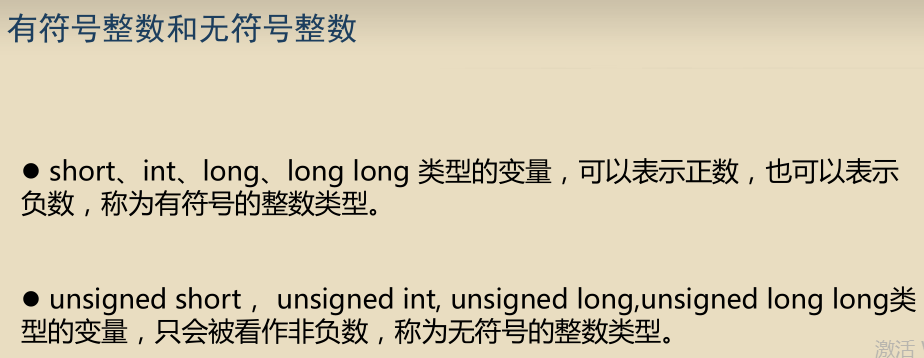 有符号整数和无符号整数
● short、int、long、long long 类型的变量，可以表示正数，也可以表示
负数，称为有符号的整数类型。
● unsigned short， unsigned int, unsigned long,unsigned long long类
型的变量，只会被看作非负数，称为无符号的整数类型。
激活